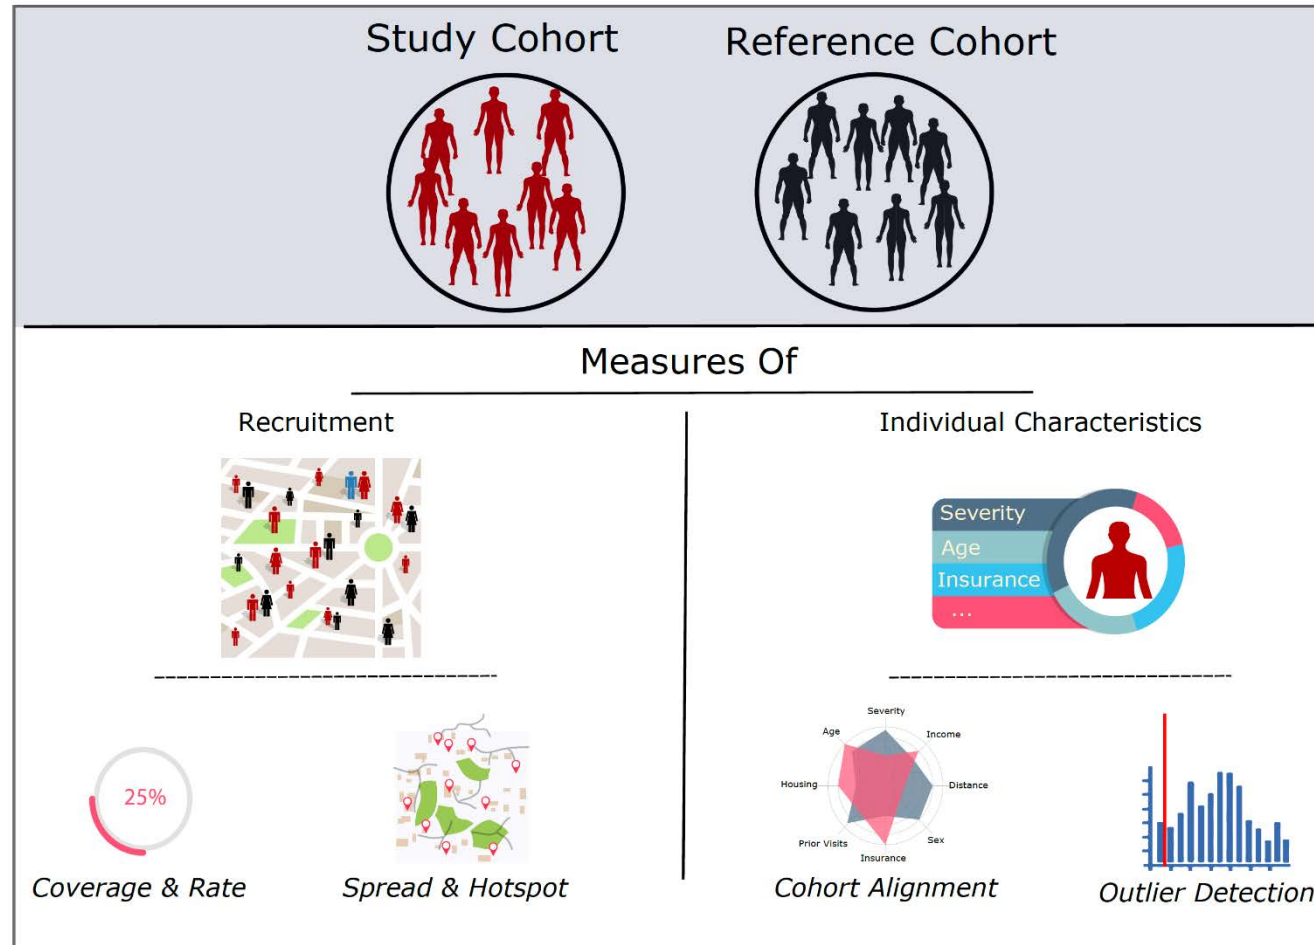 Study Cohort
Reference Cohort
Measures Of
Recruitment
Individual Characteristics
Severity
Age
Insurance
...
25%
Coverage & Rate
Spread & Hotspot
Severity
Age
Income
Housing
Distance
Prior Visits
Sex
Insurance
Cohort Alignment
Outlier Detection